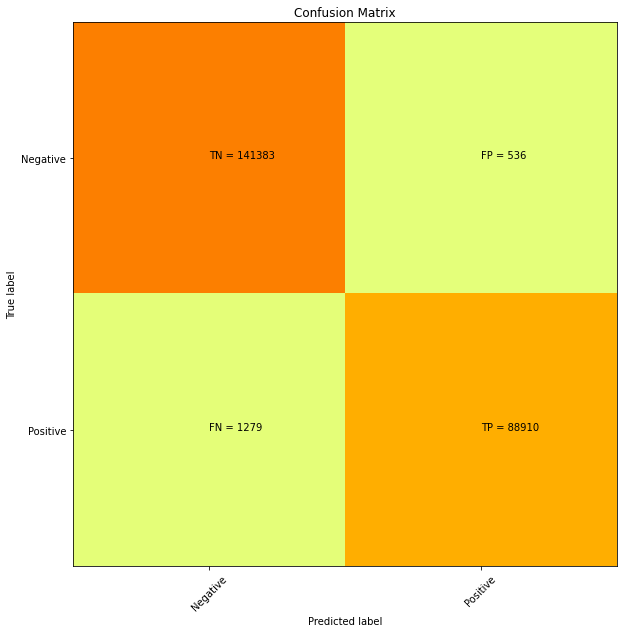 Confusion Matrix
Negative
TN = 141383
FP = 536
True label
Positive
FN = 1279
TP = 88910
Negative
Positive
Predicted label